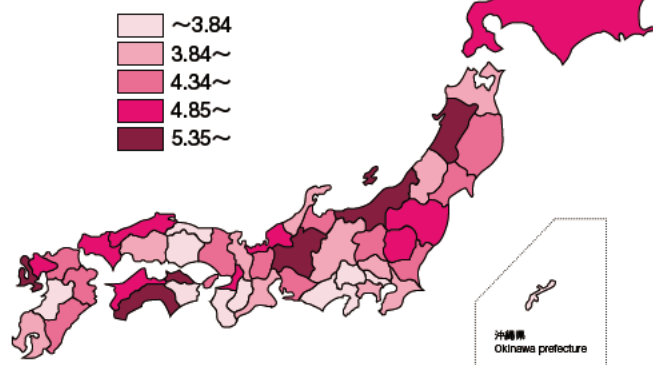 ～3.84
3.84～
4.34～
4.85～
5.35～
沖縄県
Okinawa prefecture